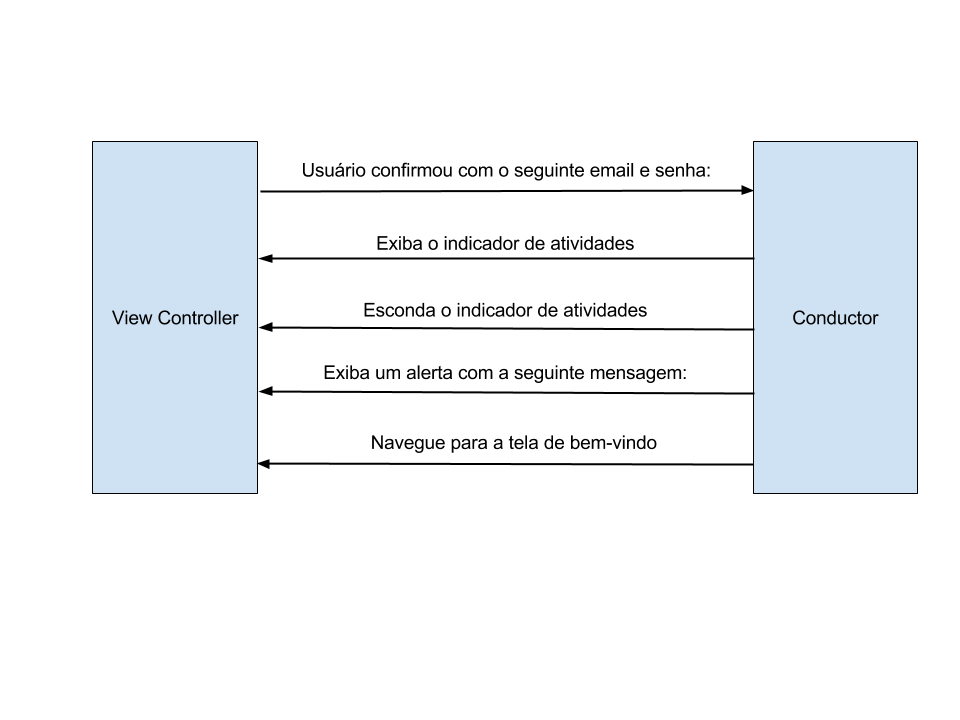 Usuário confirmou com o seguinte email e senha:
Exiba o indicador de atividades
Esconda o indicador de atividades
View Controller
Conductor
Exiba um alerta com a seguinte mensagem:
Navegue para a tela de bem-vindo